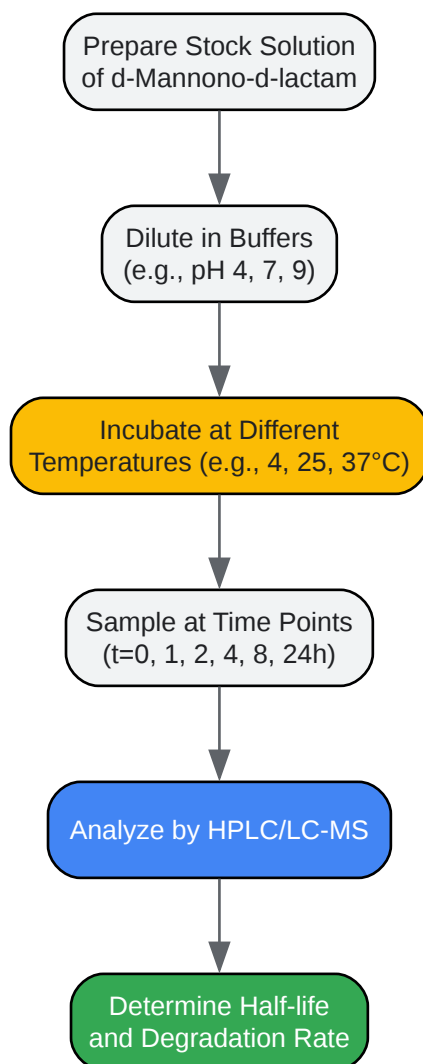 Prepare Stock Solution
of d-Mannono-d-lactam
Dilute in Buffers
(e.g., pH 4, 7, 9)
Incubate at Different
Temperatures (e.g., 4, 25, 37°C)
Sample at Time Points
(t=0, 1, 2, 4, 8, 24h)
Analyze by HPLC/LC-MS
Determine Half-life
and Degradation Rate